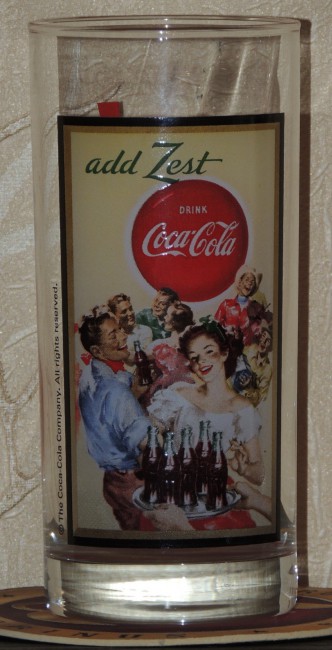 add Zest
DRINK
Coca-Cola
© The Coca-Cola Company. All rights reserved.